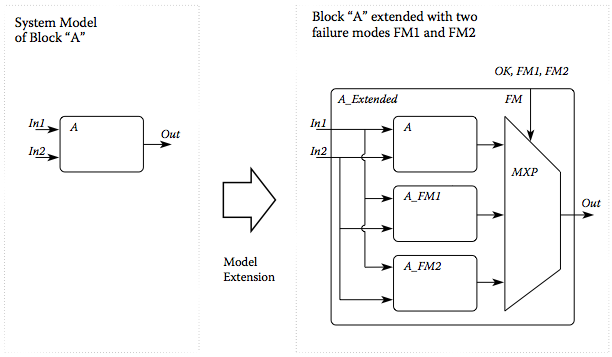 System Model
of Block “A”
In1
In2
A
Out
Model
Extension
Block “A” extended with two
failure modes FM1 and FM2
OK, FM1, FM2
A_Extended
FM
In1
In2
A
MXP
A_FM1
Out
A_FM2